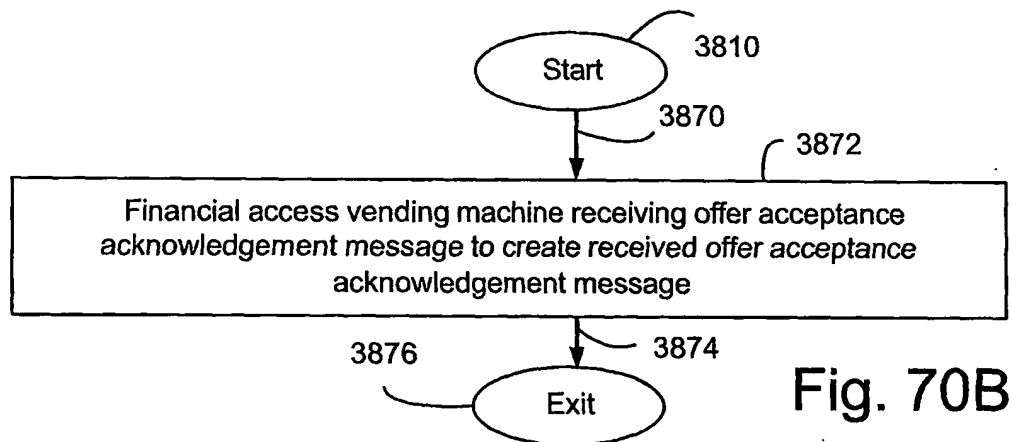 3810
Start
3870
3872
Financial access vending machine receiving offer acceptance
acknowledgement message to create received offer acceptance
acknowledgement message
3874
3876
Exit
Fig. 70B